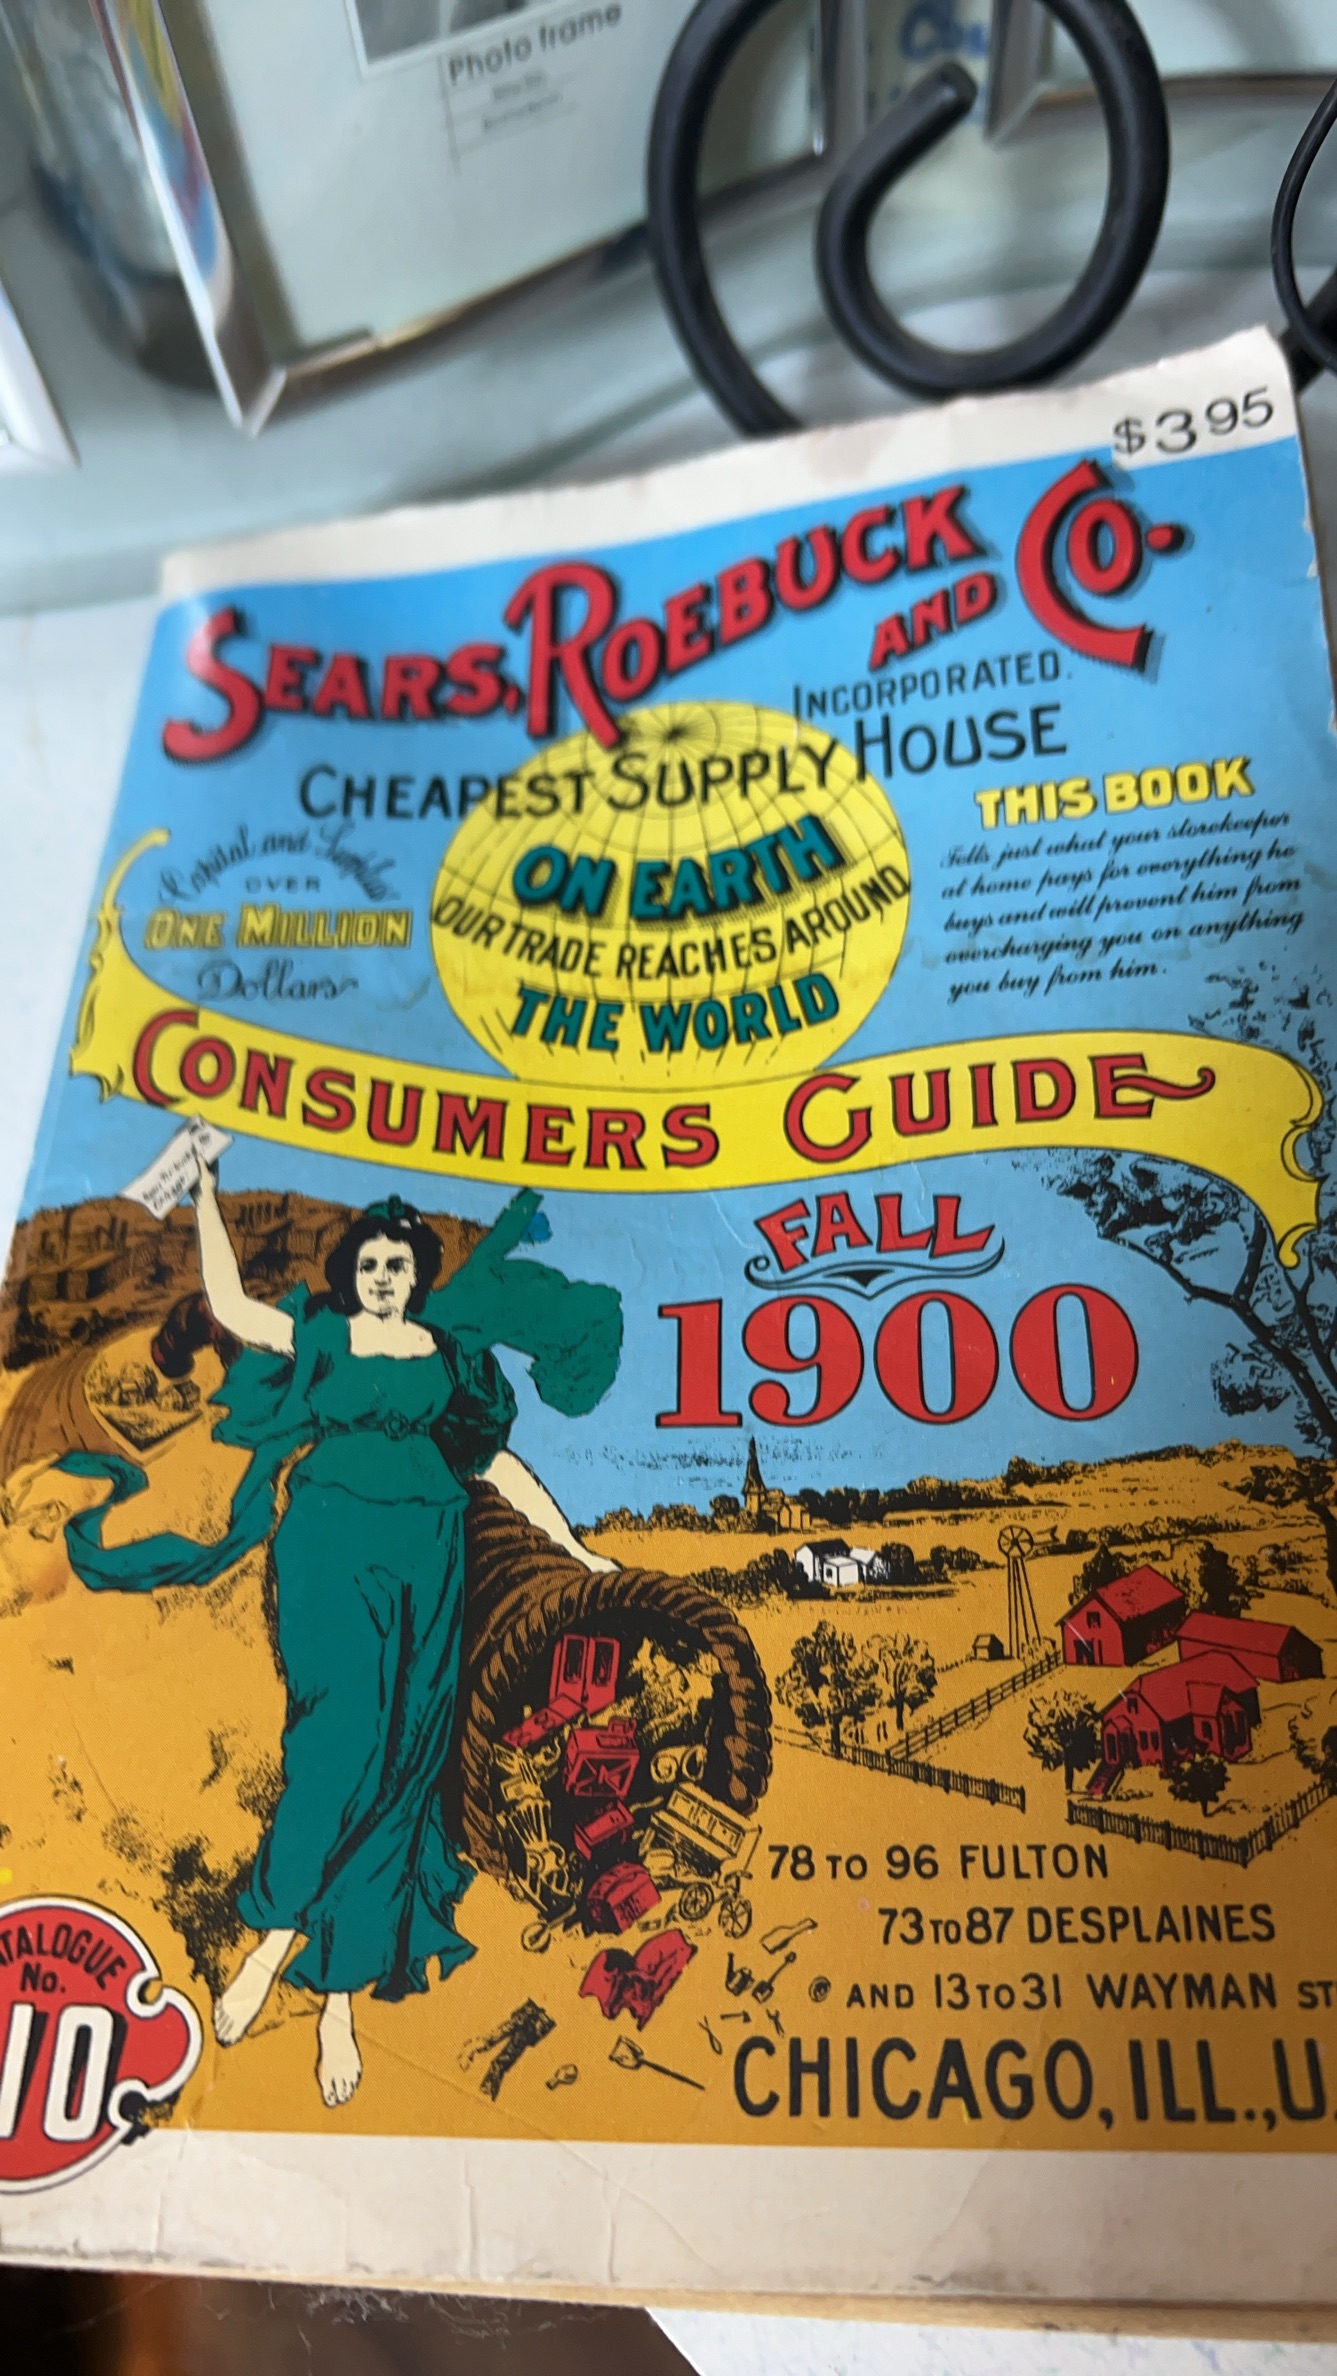 Photo frame
$3.95
SEARS, ROEBUCK AND CO.
INCORPORATED.
CHEAPEST SUPPLY HOUSE
ON EARTH
OUR TRADE REACHES AROUND
THE WORLD
Capital and Surplus
OVER
ONE MILLION
Dollars
THIS BOOK
Tells just what your storekeeper
at home pays for everything he
buys and will prevent him from
overcharging you on anything
you buy from him.
CONSUMERS GUIDE
FALL
1900
78 TO 96 FULTON
73 TO 87 DESPLAINES
AND 13 TO 31 WAYMAN ST
CHICAGO, ILL., U.
TALOGUE
No.
10